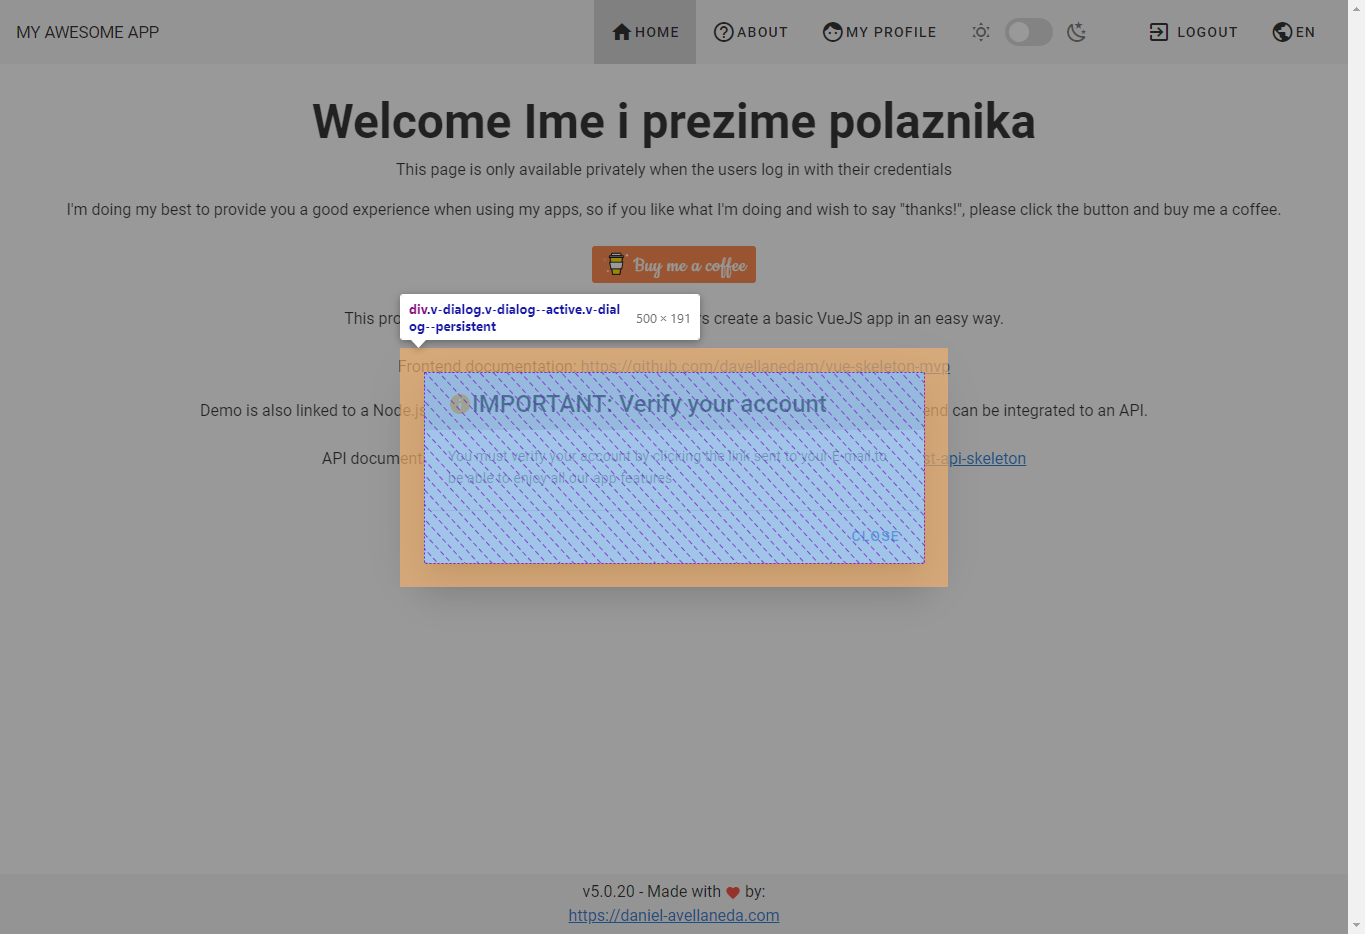 MY AWESOME APP
HOME
ABOUT
MY PROFILE
LOGOUT
EN
Welcome Ime i prezime polaznika
This page is only available privately when the users log in with their credentials
I'm doing my best to provide you a good experience when using my apps, so if you like what I'm doing and wish to say "thanks!", please click the button and buy me a coffee.
Buy me a coffee
div.v-dialog.v-dialog--active.v-dial
og--persistent
500 × 191
This pro s create a basic VueJS app in an easy way.
Frontend documentation: https://github.com/davellanedam/vue-skeleton-mvp
IMPORTANT: Verify your account
Demo is also linked to a Node.js end can be integrated to an API.
You must verify your account by clicking the link sent to your E-mail to
API document st-api-skeleton
be able to enjoy all our app features.
CLOSE
v5.0.20 - Made with by:
https://daniel-avellaneda.com